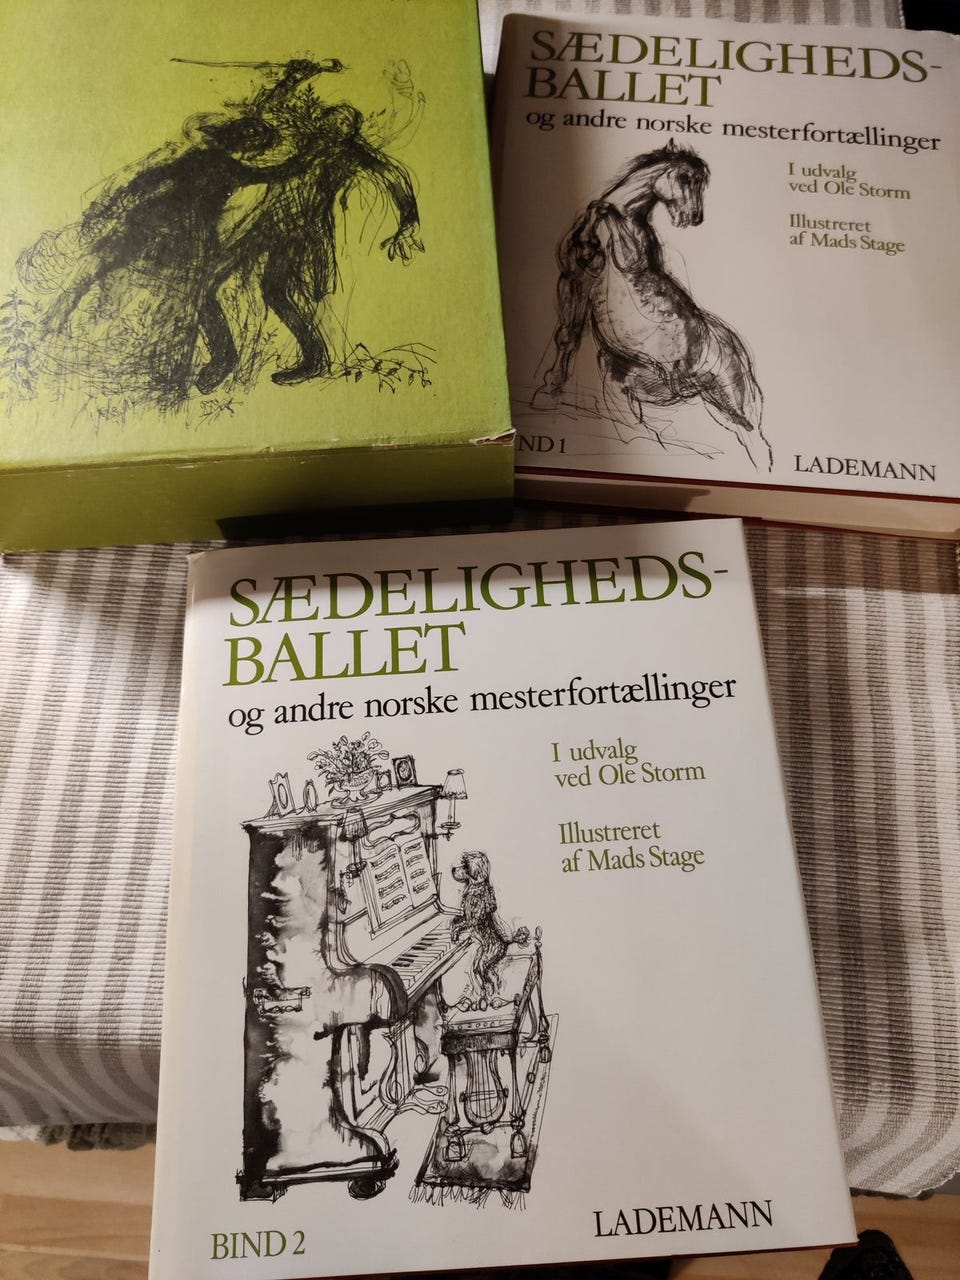 SÆDELIGHEDS-
BALLET
og andre norske mesterfortællinger
I udvalg
ved Ole Storm
Illustreret
af Mads Stage
ND 1
LADEMANN
SÆDELIGHEDS-
BALLET
og andre norske mesterfortællinger
I udvalg
ved Ole Storm
Illustreret
af Mads Stage
BIND 2
LADEMANN